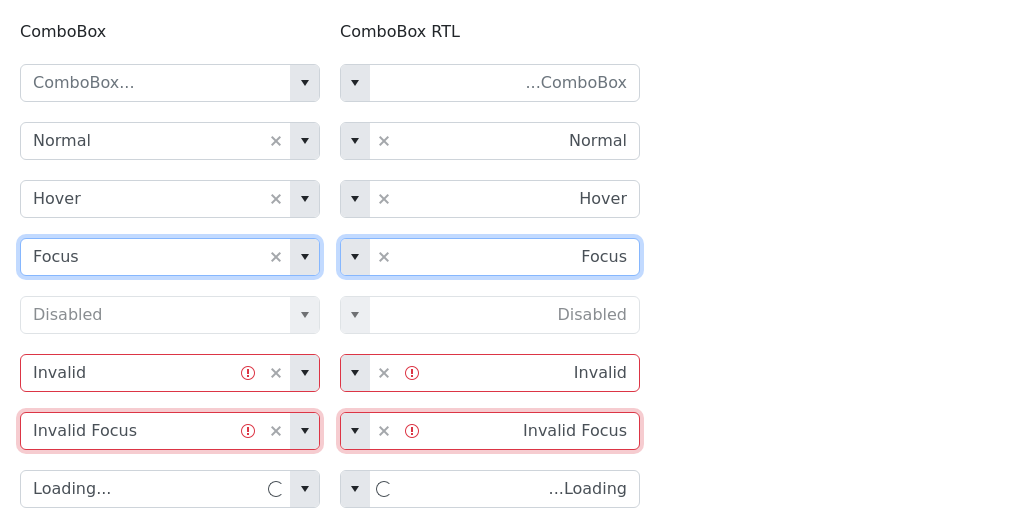 ComboBox ComboBox RTL
ComboBox... ...ComboBox
Normal Normal
Hover Hover
Focus Focus
Disabled Disabled
Invalid Invalid
Invalid Focus Invalid Focus
Loading... ...Loading